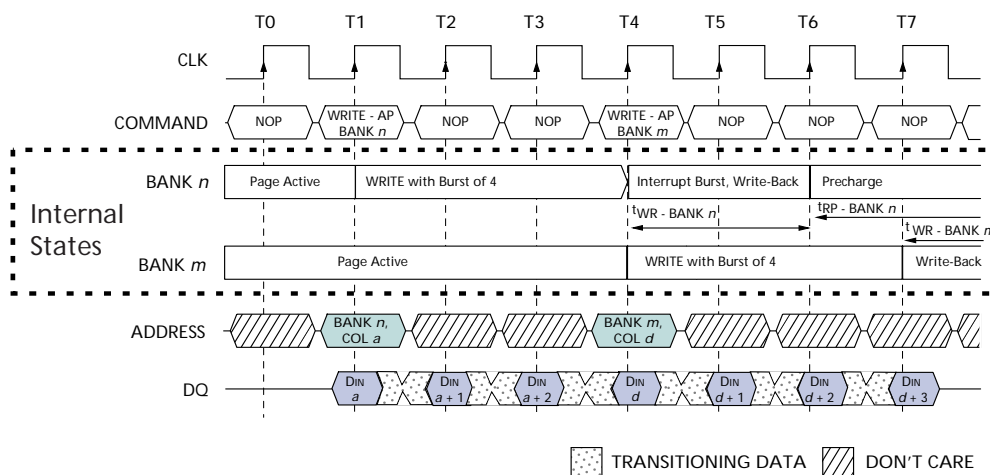 T0 T1 T2 T3 T4 T5 T6 T7
CLK
COMMAND
NOP
WRITE - AP
BANK n
NOP
NOP
WRITE - AP
BANK m
NOP
NOP
NOP
Internal
States
BANK n
Page Active
WRITE with Burst of 4
Interrupt Burst, Write-Back
Precharge
tWR - BANK n
tRP - BANK n
tWR - BANK n
BANK m
Page Active
WRITE with Burst of 4
Write-Back
ADDRESS
BANK n,
COL a
BANK m,
COL d
DQ
DIN
a
DIN
a + 1
DIN
a + 2
DIN
d
DIN
d + 1
DIN
d + 2
DIN
d + 3
TRANSITIONING DATA
DON'T CARE